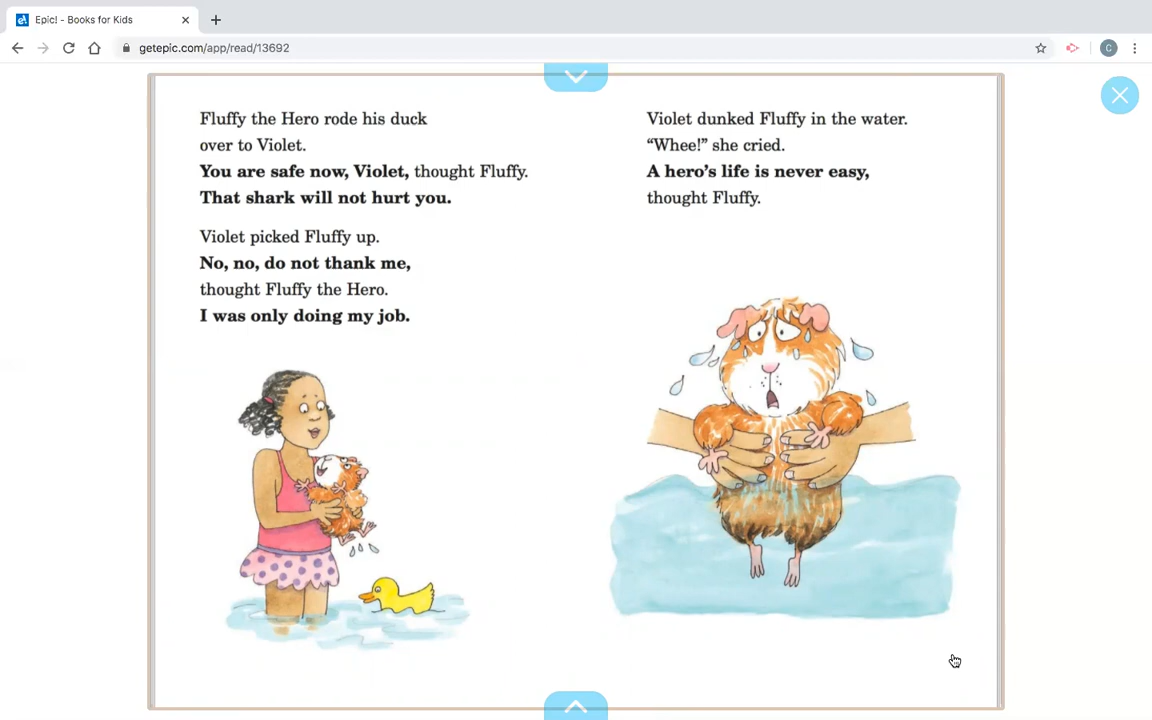 Epic! - Books for Kids
getepic.com/app/read/13692
C
Fluffy the Hero rode his duck
over to Violet.
You are safe now, Violet, thought Fluffy.
That shark will not hurt you.
Violet picked Fluffy up.
No, no, do not thank me,
thought Fluffy the Hero.
I was only doing my job.
Violet dunked Fluffy in the water.
“Whee!” she cried.
A hero’s life is never easy,
thought Fluffy.